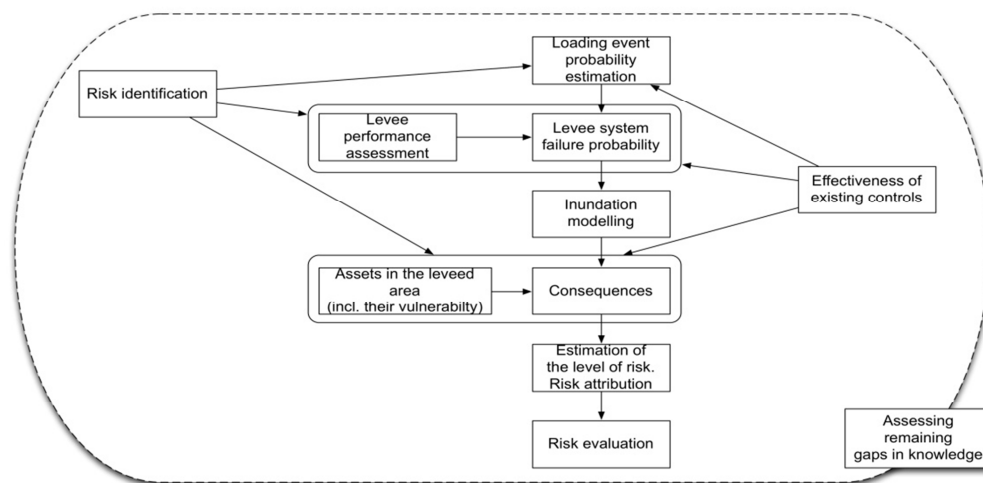 Loading event
probability
estimation
Risk identification
Levee
performance
assessment
Levee system
failure probability
Effectiveness of
existing controls
Inundation
modelling
Assets in the leveed
area
(incl. their vulnerabilty)
Consequences
Estimation of
the level of risk.
Risk attribution
Risk evaluation
Assessing
remaining
gaps in knowledge